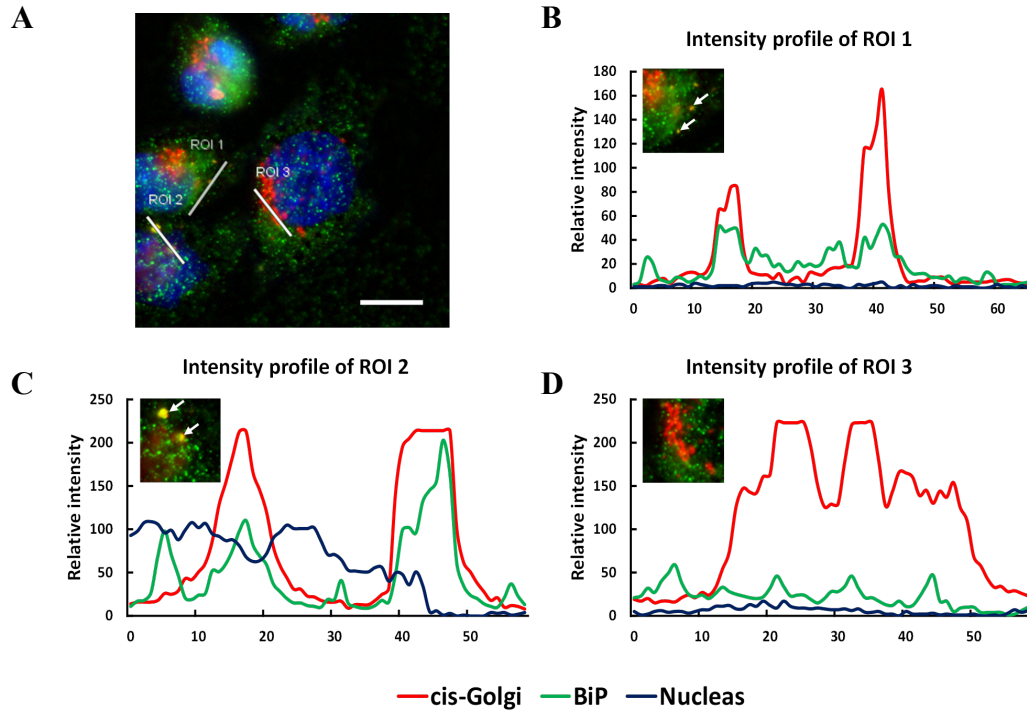 A
ROI 1
ROI 2
ROI 3
B
Intensity profile of ROI 1
Relative intensity
180
160
140
120
100
80
60
40
20
0
0 10 20 30 40 50 60
C
Intensity profile of ROI 2
Relative intensity
250
200
150
100
50
0
0 10 20 30 40 50
D
Intensity profile of ROI 3
Relative intensity
250
200
150
100
50
0
0 10 20 30 40 50
cis-Golgi BiP Nucleas